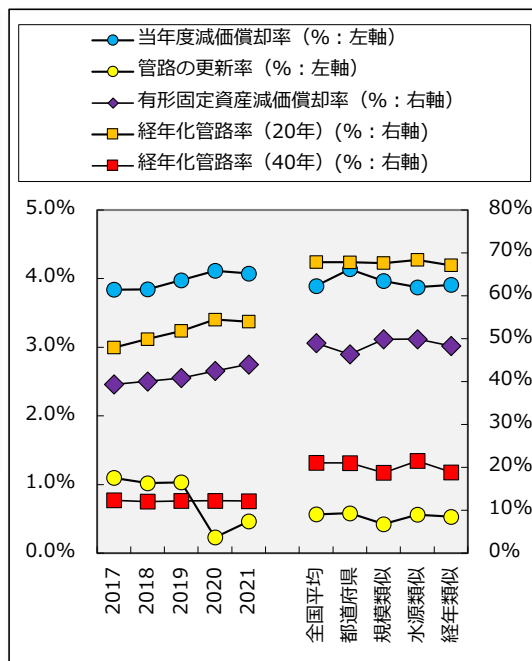 当年度減価償却率（%：左軸）
管路の更新率（%：左軸）
有形固定資産減価償却率（%：右軸）
経年化管路率（20年）(%：右軸)
経年化管路率（40年）(%：右軸)
5.0%
4.0%
3.0%
2.0%
1.0%
0.0%
80%
70%
60%
50%
40%
30%
20%
10%
0%
2017
2018
2019
2020
2021
全国平均
都道府県
規模類似
水源類似
経年類似